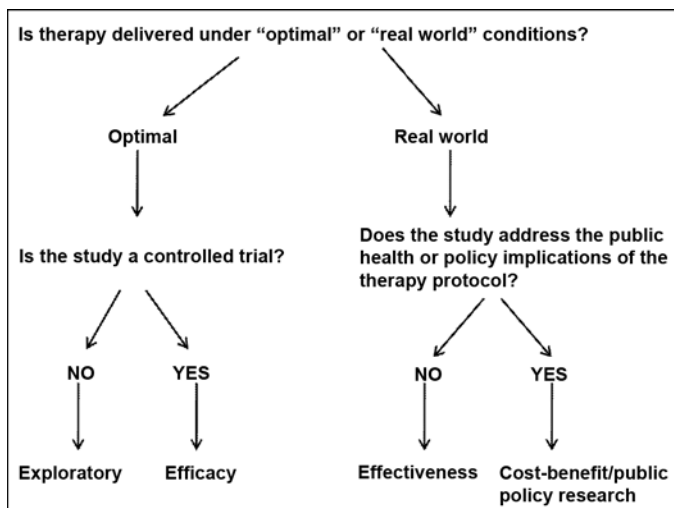 Is therapy delivered under “optimal” or “real world” conditions?
Optimal
Real world
Is the study a controlled trial?
Does the study address the public
health or policy implications of the
therapy protocol?
NO
YES
NO
YES
Exploratory
Efficacy
Effectiveness
Cost-benefit/public
policy research